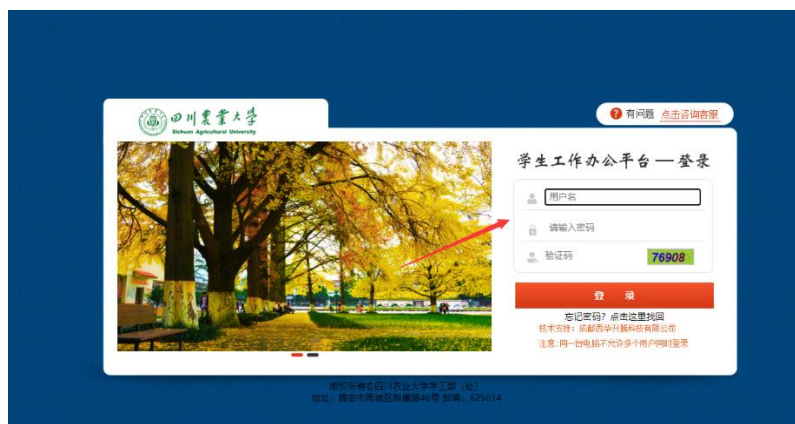 四川農業大學
Sichuan Agricultural University
有问题 点击咨询客服
学生工作办公平台—登录
用户名
请输入密码
验证码
76908
登 录
忘记密码?点击这里找回
技术支持:成都西华升腾科技有限公司
注意:同一台电脑不允许多个用户同时登录
版权所有©四川农业大学学工部(处)
地址:雅安市雨城区新康路46号 邮编:625014